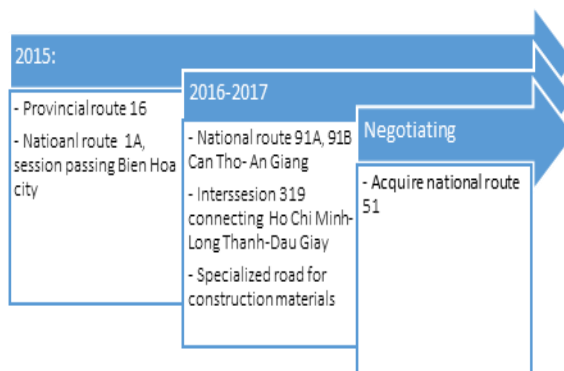 2015:
- Provincial route 16
- Natioanl route 1A,
session passing Bien Hoa
city
2016-2017
- National route 91A, 91B
Can Tho- An Giang
- Interssesion 319
connecting Ho Chi Minh-
Long Thanh-Dau Giay
- Specialized road for
construction materials
Negotiating
- Acquire national route
51